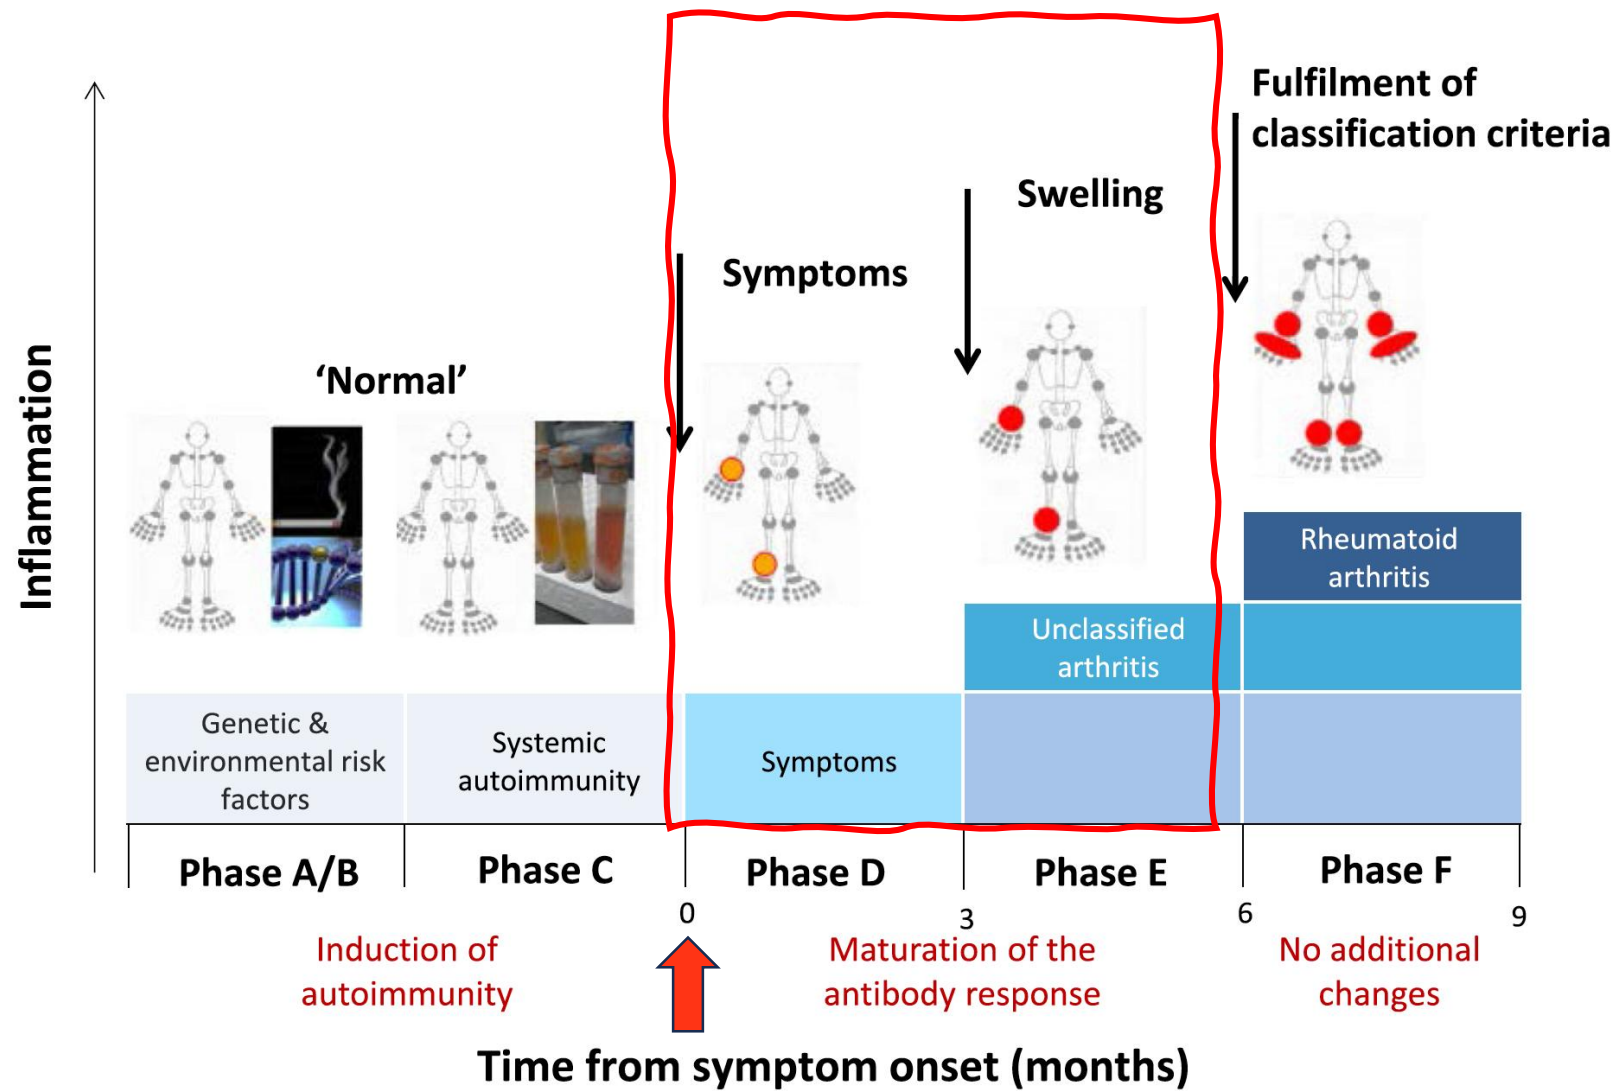 Fulfilment of
classification criteria
Swelling
Symptoms
‘Normal’
Inflammation
Rheumatoid
arthritis
Unclassified
arthritis
Genetic &
environmental risk
factors
Systemic
autoimmunity
Symptoms
Phase A/B
Phase C
Phase D
Phase E
Phase F
0
3
6
9
Induction of
autoimmunity
Maturation of the
antibody response
No additional
changes
Time from symptom onset (months)